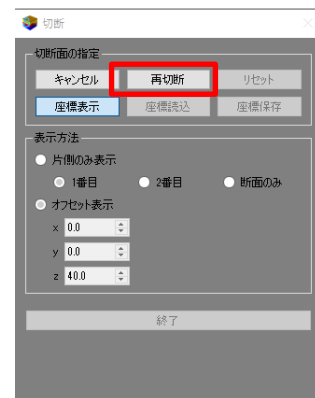 切断
切断面の指定
キャンセル 再切断 リセット
座標表示 座標読込 座標保存
表示方法
片側のみ表示
1番目 2番目 断面のみ
オフセット表示
x 0.0
y 0.0
z 40.0
終了